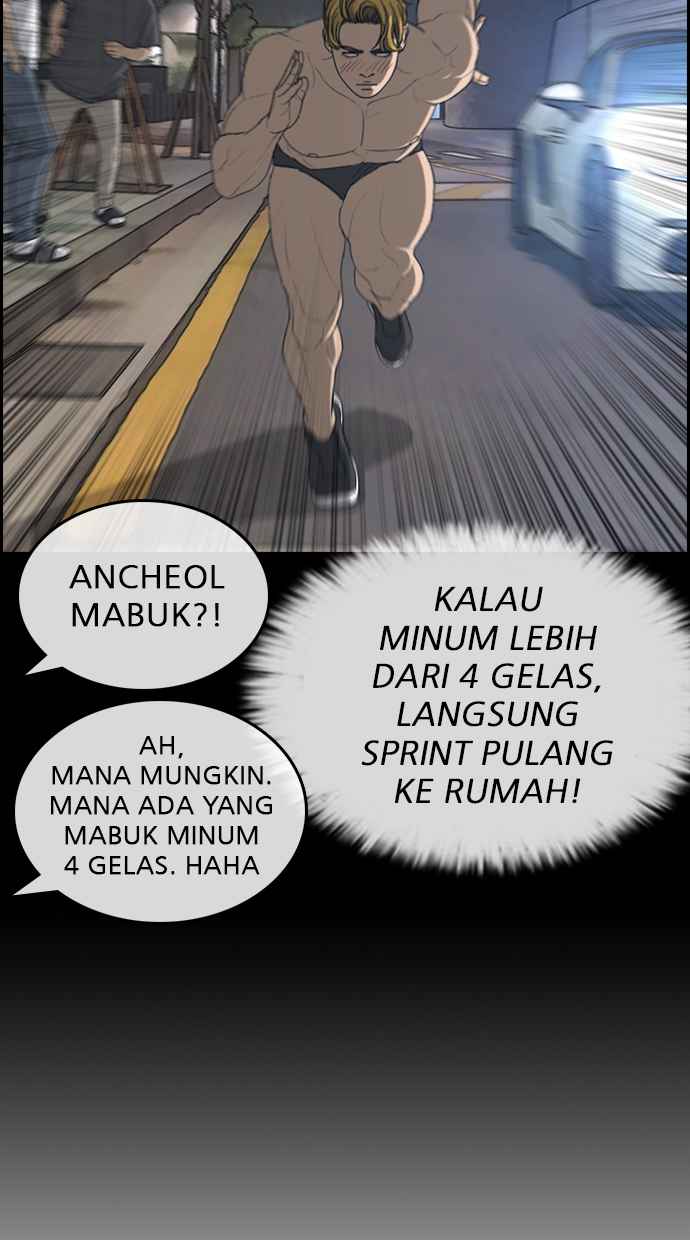 ANCHEOL
MABUK?!
KALAU
MINUM LEBIH
DARI 4 GELAS,
LANGSUNG
SPRINT PULANG
KE RUMAH!
AH,
MANA MUNGKIN.
MANA ADA YANG
MABUK MINUM
4 GELAS. HAHA